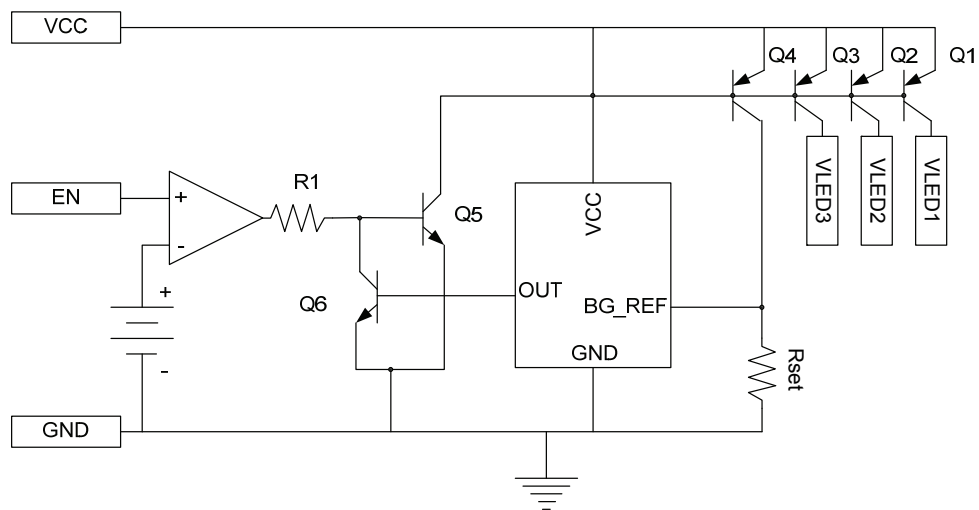 VCC
Q4
Q3
Q2
Q1
EN
+
-
R1
Q5
VCC
VLED3
VLED2
VLED1
Q6
OUT
BG_REF
+
-
GND
Rset
GND